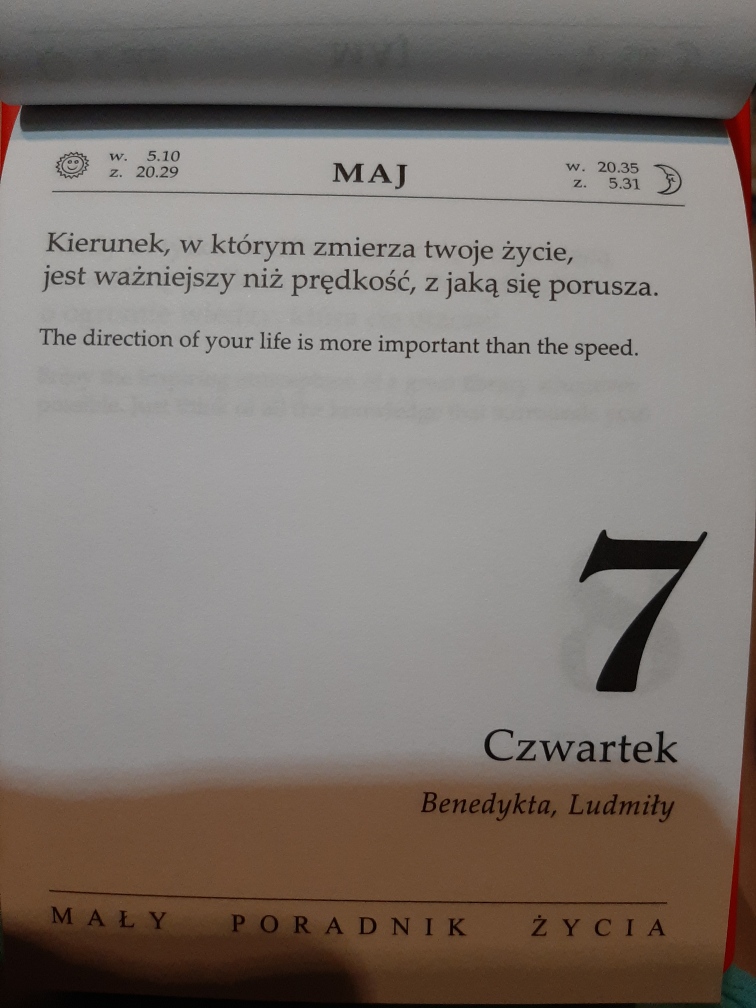 w. 5.10
z. 20.29
MAJ
w. 20.35
z. 5.31
Kierunek, w którym zmierza twoje życie,
jest ważniejszy niż prędkość, z jaką się porusza.
The direction of your life is more important than the speed.
7
Czwartek
Benedykta, Ludmiły
MAŁY PORADNIK ŻYCIA